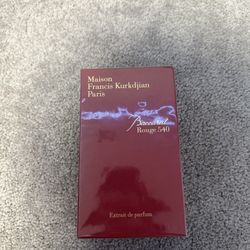 Maison
Francis Kurkdjian
Paris
Baccarat
Rouge 540
Extrait de parfum